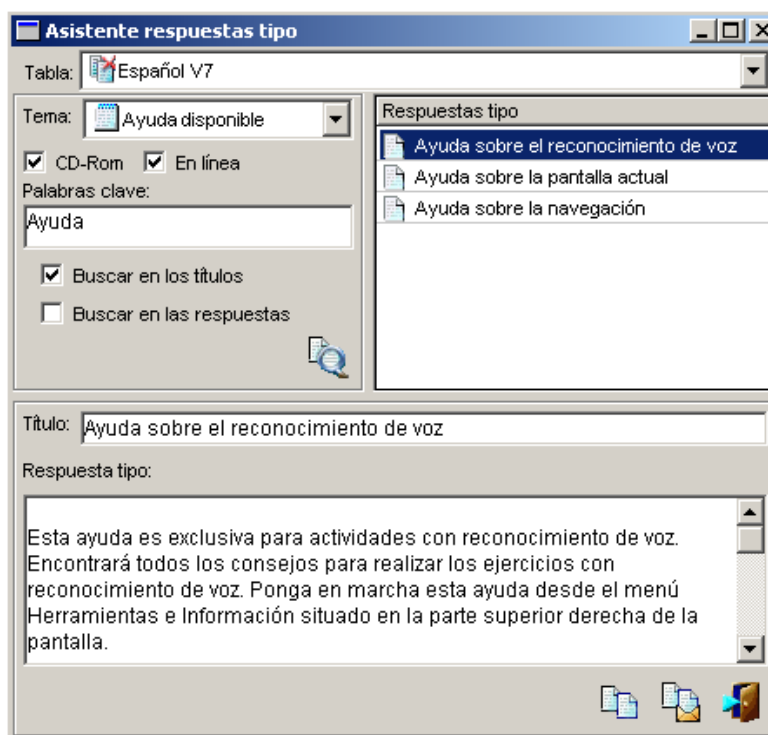 Asistente respuestas tipo
Tabla: Español V7
Tema: Ayuda disponible
CD-Rom En línea
Palabras clave:
Ayuda
Buscar en los títulos
Buscar en las respuestas
Respuestas tipo
Ayuda sobre el reconocimiento de voz
Ayuda sobre la pantalla actual
Ayuda sobre la navegación
Título: Ayuda sobre el reconocimiento de voz
Respuesta tipo:
Esta ayuda es exclusiva para actividades con reconocimiento de voz.
Encontrará todos los consejos para realizar los ejercicios con
reconocimiento de voz. Ponga en marcha esta ayuda desde el menú
Herramientas e Información situado en la parte superior derecha de la
pantalla.